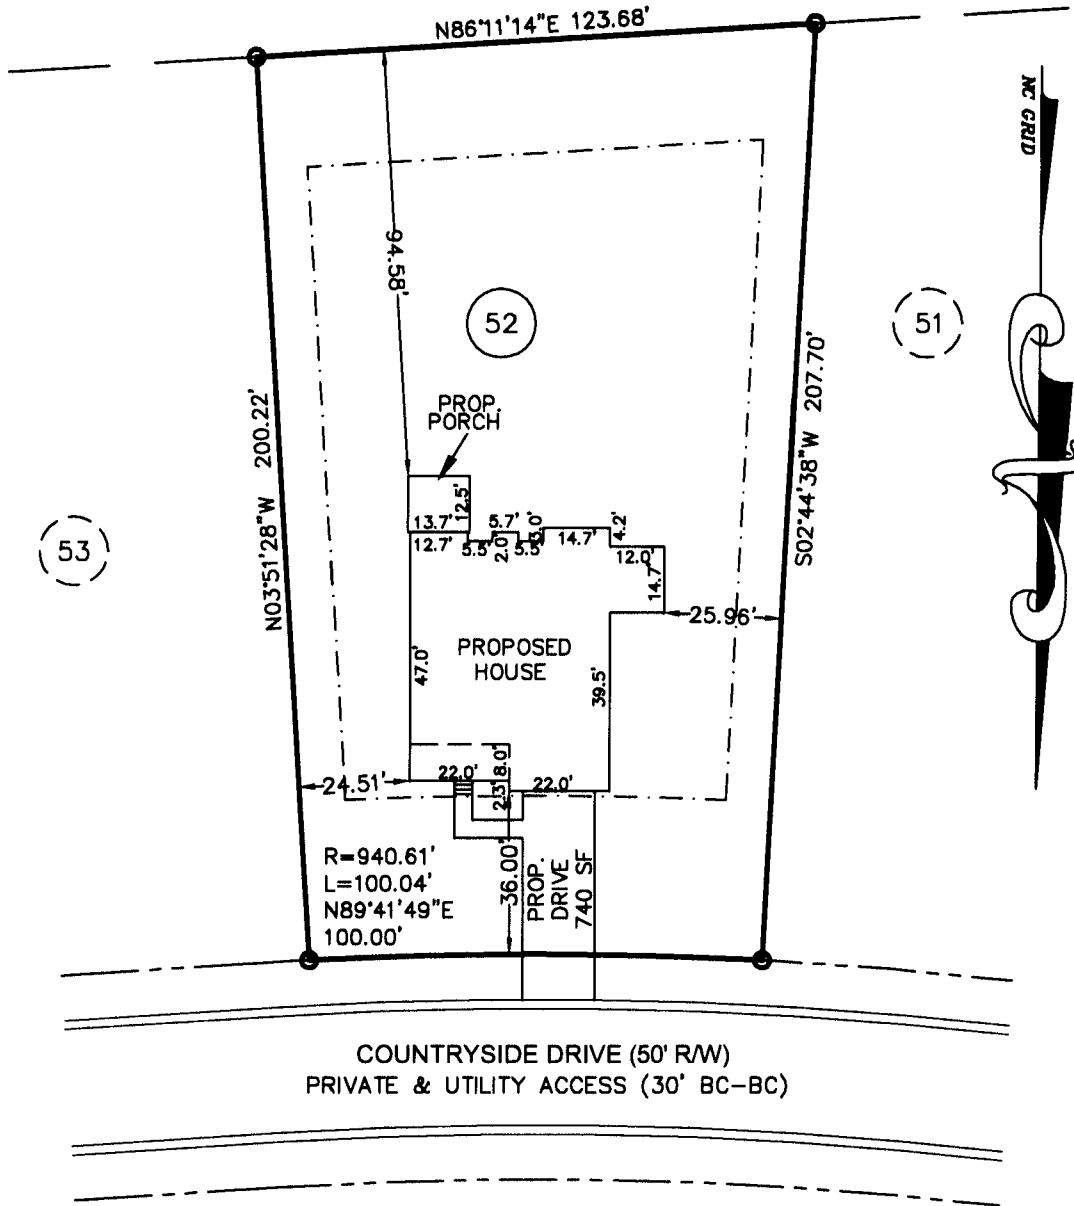 N86°11'14"E 123.68'
NC GRID
94.58'
52
51
53
N03°51'28"W 200.22'
S02°44'38"W 207.70'
PROP.
PORCH
12.5'
13.7'
12.7'
5.5'
5.7'
2.0'
5.5'
14.7'
4.2'
12.0'
14.7'
25.96'
PROPOSED
HOUSE
47.0'
39.5'
22.0'
8.0'
2.3'
22.0'
24.51'
36.00'
PROP.
DRIVE
740 SF
R=940.61'
L=100.04'
N89°41'49"E
100.00'
COUNTRYSIDE DRIVE (50' R/W)
PRIVATE & UTILITY ACCESS (30' BC-BC)